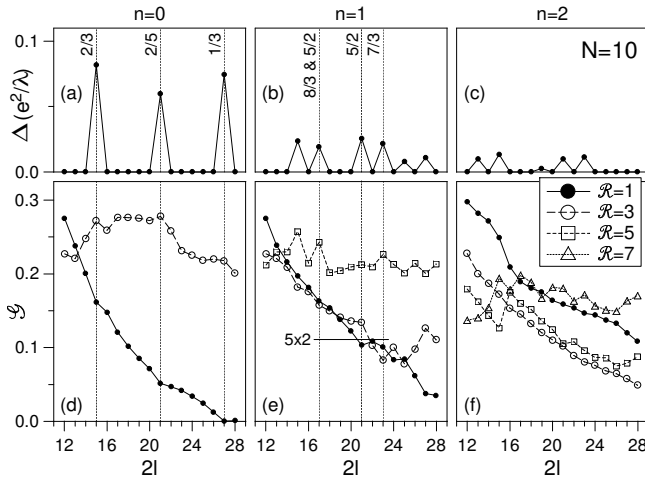 n=0 n=1 n=2
2/3 2/5 1/3 8/3 & 5/2 5/2 7/3 N=10
Δ (e²/λ)
0.1
0.0
(a) (b) (c)
𝓡=1
𝓡=3
𝓡=5
𝓡=7
𝒢
0.3
0.2
0.1
0.0
5x2
(d) (e) (f)
12 16 20 24 28 12 16 20 24 28 12 16 20 24 28
2l 2l 2l